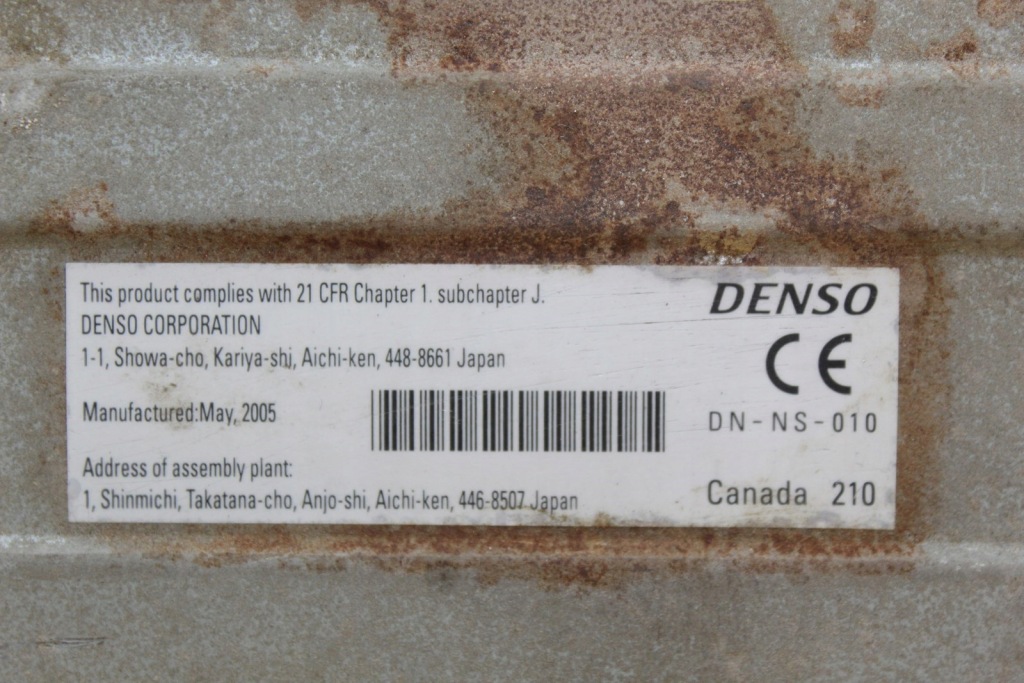 This product complies with 21 CFR Chapter 1. subchapter J.
DENSO CORPORATION
1-1, Showa-cho, Kariya-shi, Aichi-ken, 448-8661 Japan
Manufactured:May, 2005
Address of assembly plant:
1, Shinmichi, Takatana-cho, Anjo-shi, Aichi-ken, 446-8507 Japan
DENSO
CE
DN-NS-010
Canada 210